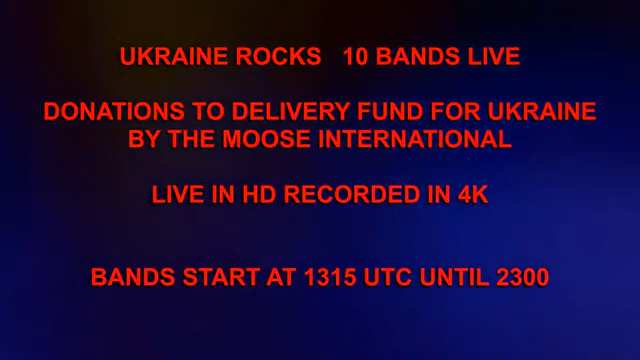 UKRAINE ROCKS 10 BANDS LIVE
DONATIONS TO DELIVERY FUND FOR UKRAINE
BY THE MOOSE INTERNATIONAL
LIVE IN HD RECORDED IN 4K
BANDS START AT 1315 UTC UNTIL 2300